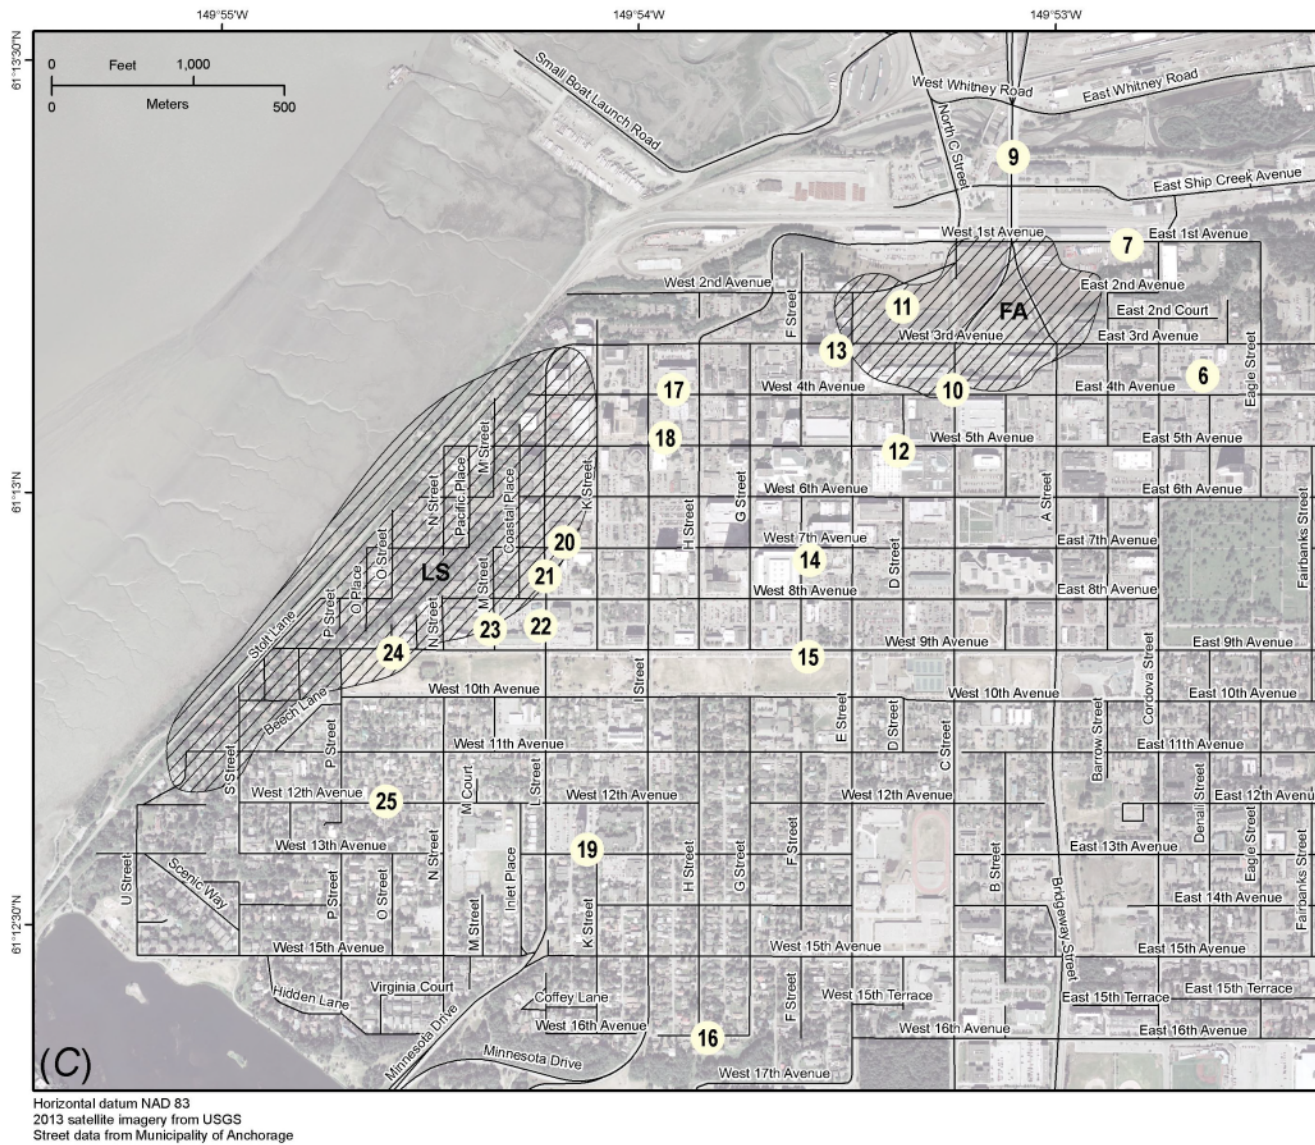 149°55'W
149°54'W
149°53'W
61°13'30"N
0 Feet 1,000
0 Meters 500
Small Boat Launch Road
West Whitney Road
East Whitney Road
North C Street
9
East Ship Creek Avenue
West 1st Avenue
7
East 1st Avenue
West 2nd Avenue
F Street
11
FA
East 2nd Avenue
East 2nd Court
West 3rd Avenue
East 3rd Avenue
13
Eagle Street
6
17
West 4th Avenue
10
East 4th Avenue
18
12
West 5th Avenue
East 5th Avenue
M Street
Pacific Place
N Street
Coastal Place
K Street
61°13'N
G Street
H Street
West 6th Avenue
A Street
East 6th Avenue
Fairbanks Street
20
West 7th Avenue
East 7th Avenue
O Street
O Place
LS
21
M Street
14
D Street
West 8th Avenue
East 8th Avenue
Stolt Lane
P Street
N Street
23
22
24
15
West 9th Avenue
East 9th Avenue
Cordova Street
I Street
Beech Lane
West 10th Avenue
West 10th Avenue
East 10th Avenue
S Street
P Street
West 11th Avenue
E Street
D Street
C Street
Barrow Street
East 11th Avenue
West 12th Avenue
25
M Court
L Street
West 12th Avenue
West 12th Avenue
East 12th Avenu
Denali Street
West 13th Avenue
N Street
Inlet Place
19
H Street
G Street
F Street
B Street
East 13th Avenue
Eagle Street
Fairbanks Street
U Street
Scenic Way
P Street
O Street
M Street
K Street
Bridgeway Street
East 14th Avenue
61°12'30"N
West 15th Avenue
West 15th Avenue
East 15th Avenue
Hidden Lane
Virginia Court
Minnesota Drive
Coffey Lane
F Street
West 15th Terrace
East 15th Terrace
East 15th Terrace
West 16th Avenue
16
West 16th Avenue
East 16th Avenue
Minnesota Drive
West 17th Avenue
(C)
Horizontal datum NAD 83
2013 satellite imagery from USGS
Street data from Municipality of Anchorage